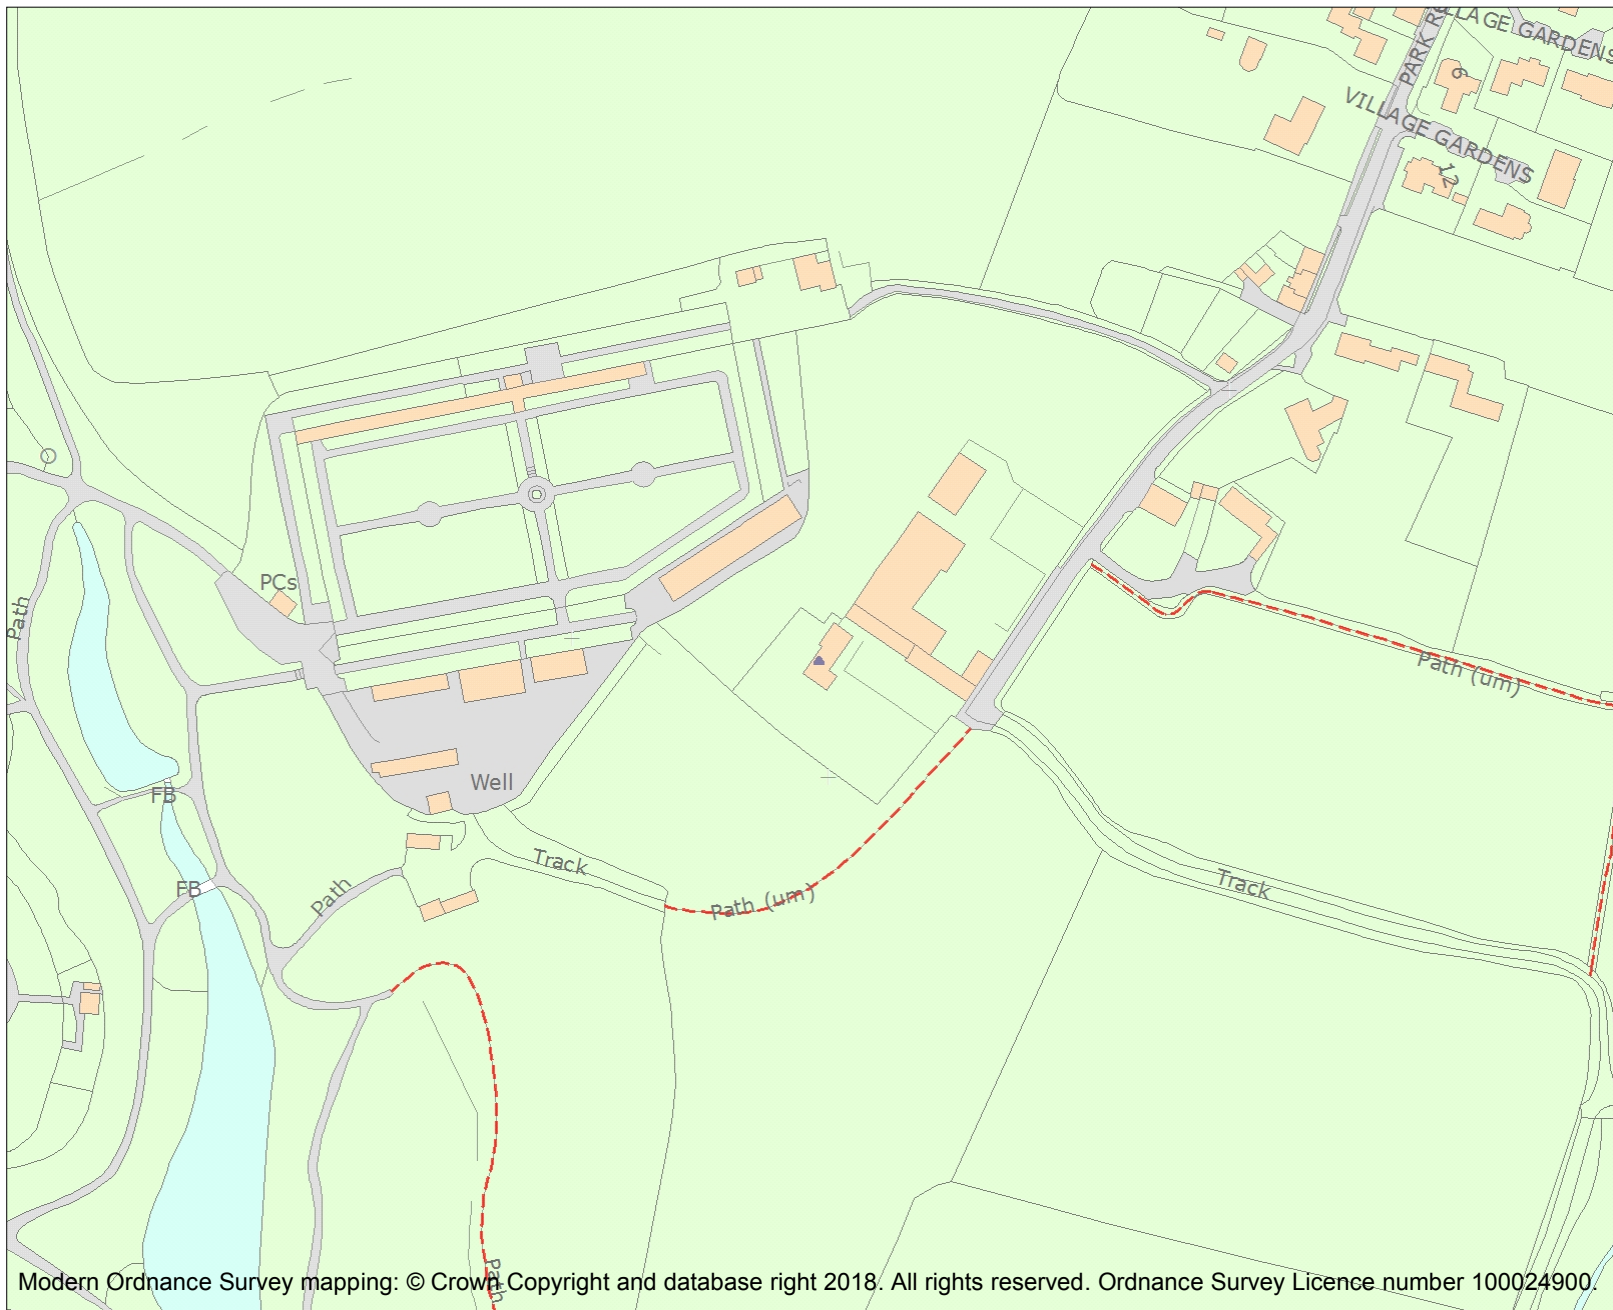 VILLAGE GARDENS
PARK R
6
VILLAGE GARDENS
12
PCs
Path
Path (um)
Well
FB
Track
FB
Path
Path (um)
Track
Path
Modern Ordnance Survey mapping: © Crown Copyright and database right 2018. All rights reserved. Ordnance Survey Licence number 100024900.